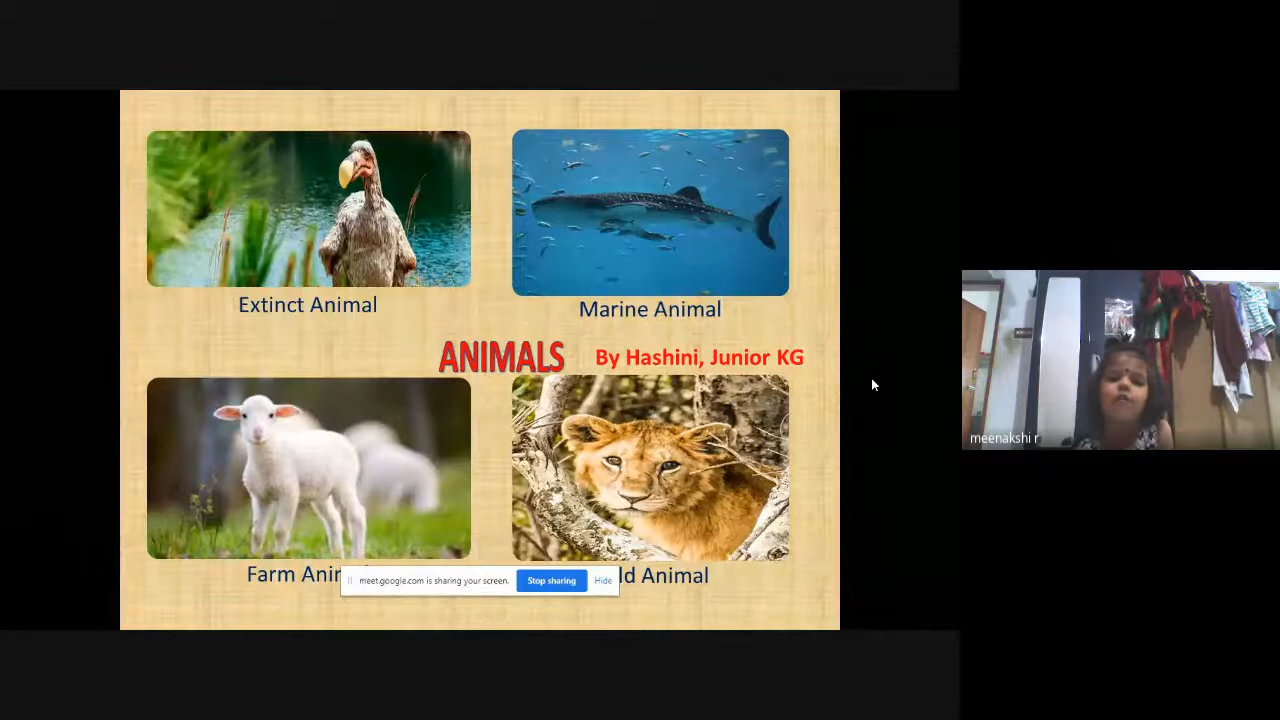 Extinct Animal
Marine Animal
ANIMALS
By Hashini, Junior KG
Farm
meet.google.com is sharing your screen.
Stop sharing
Hide
Animal
meenakshi r